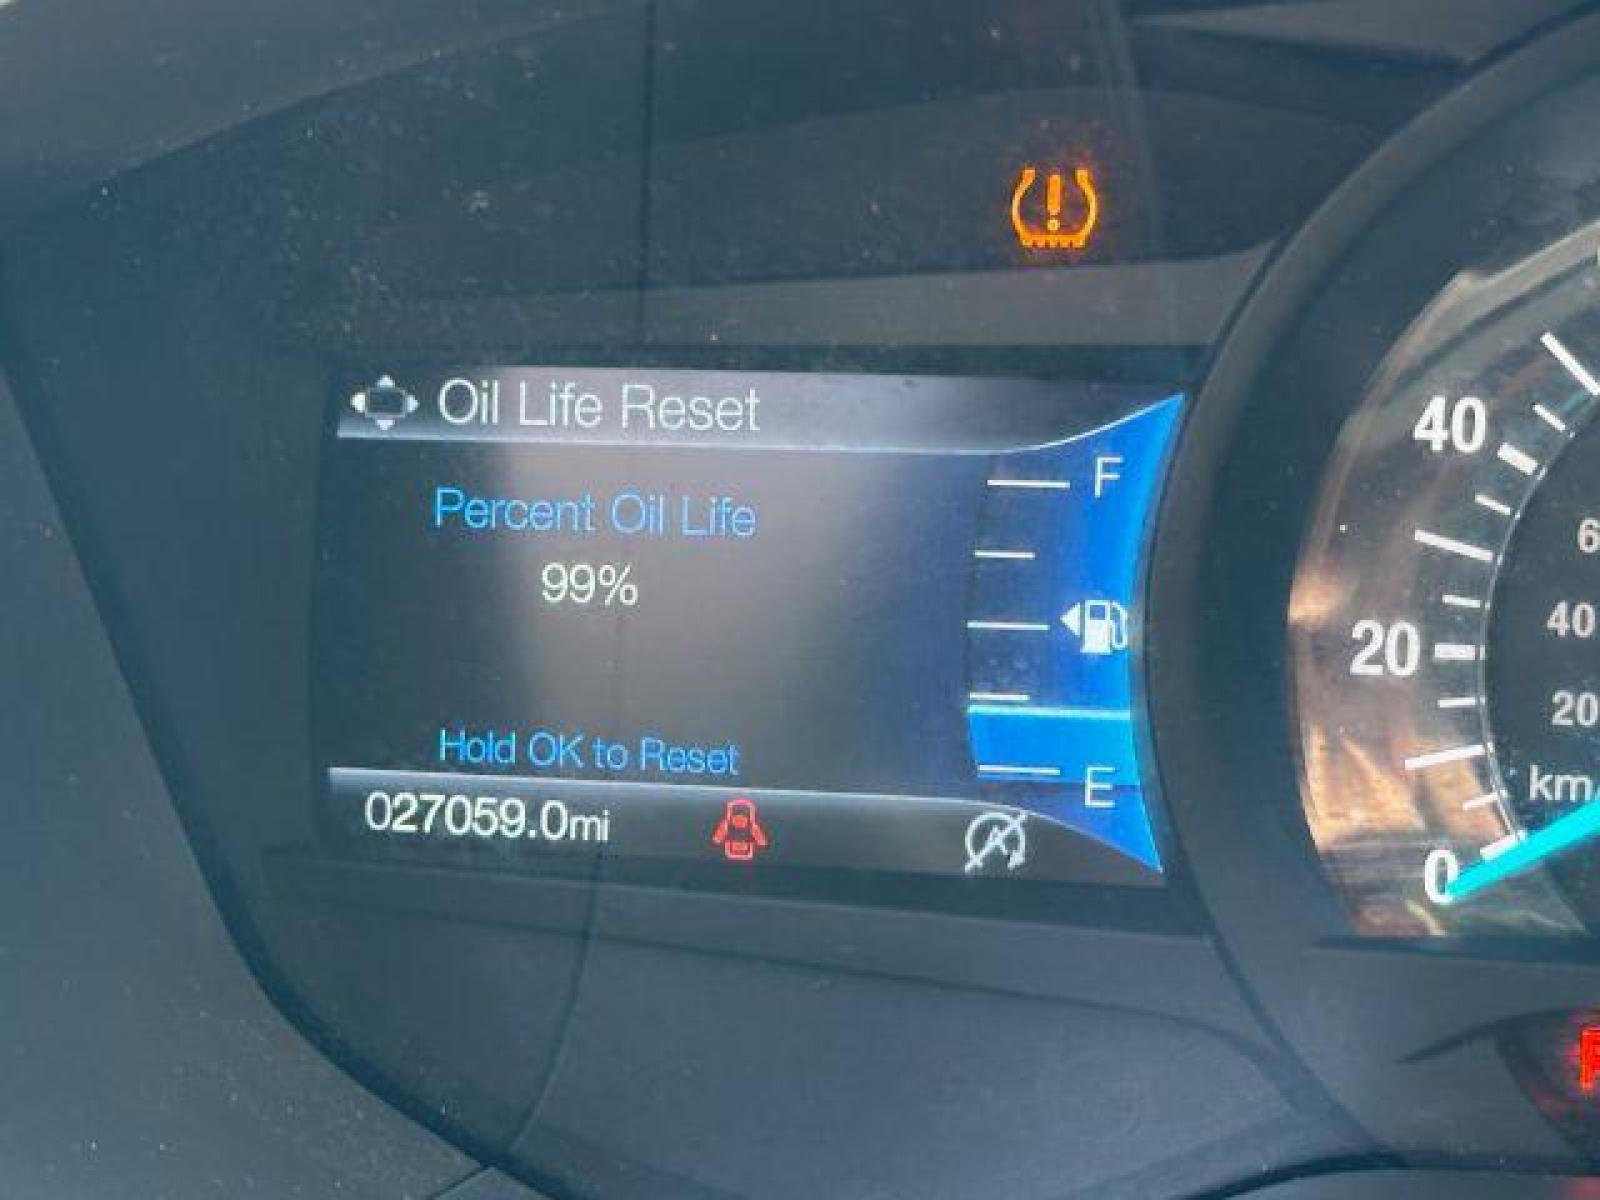 Oil Life Reset
Percent Oil Life
99%
Hold OK to Reset
027059.0mi
F
E
40
20
0
40
20
km/